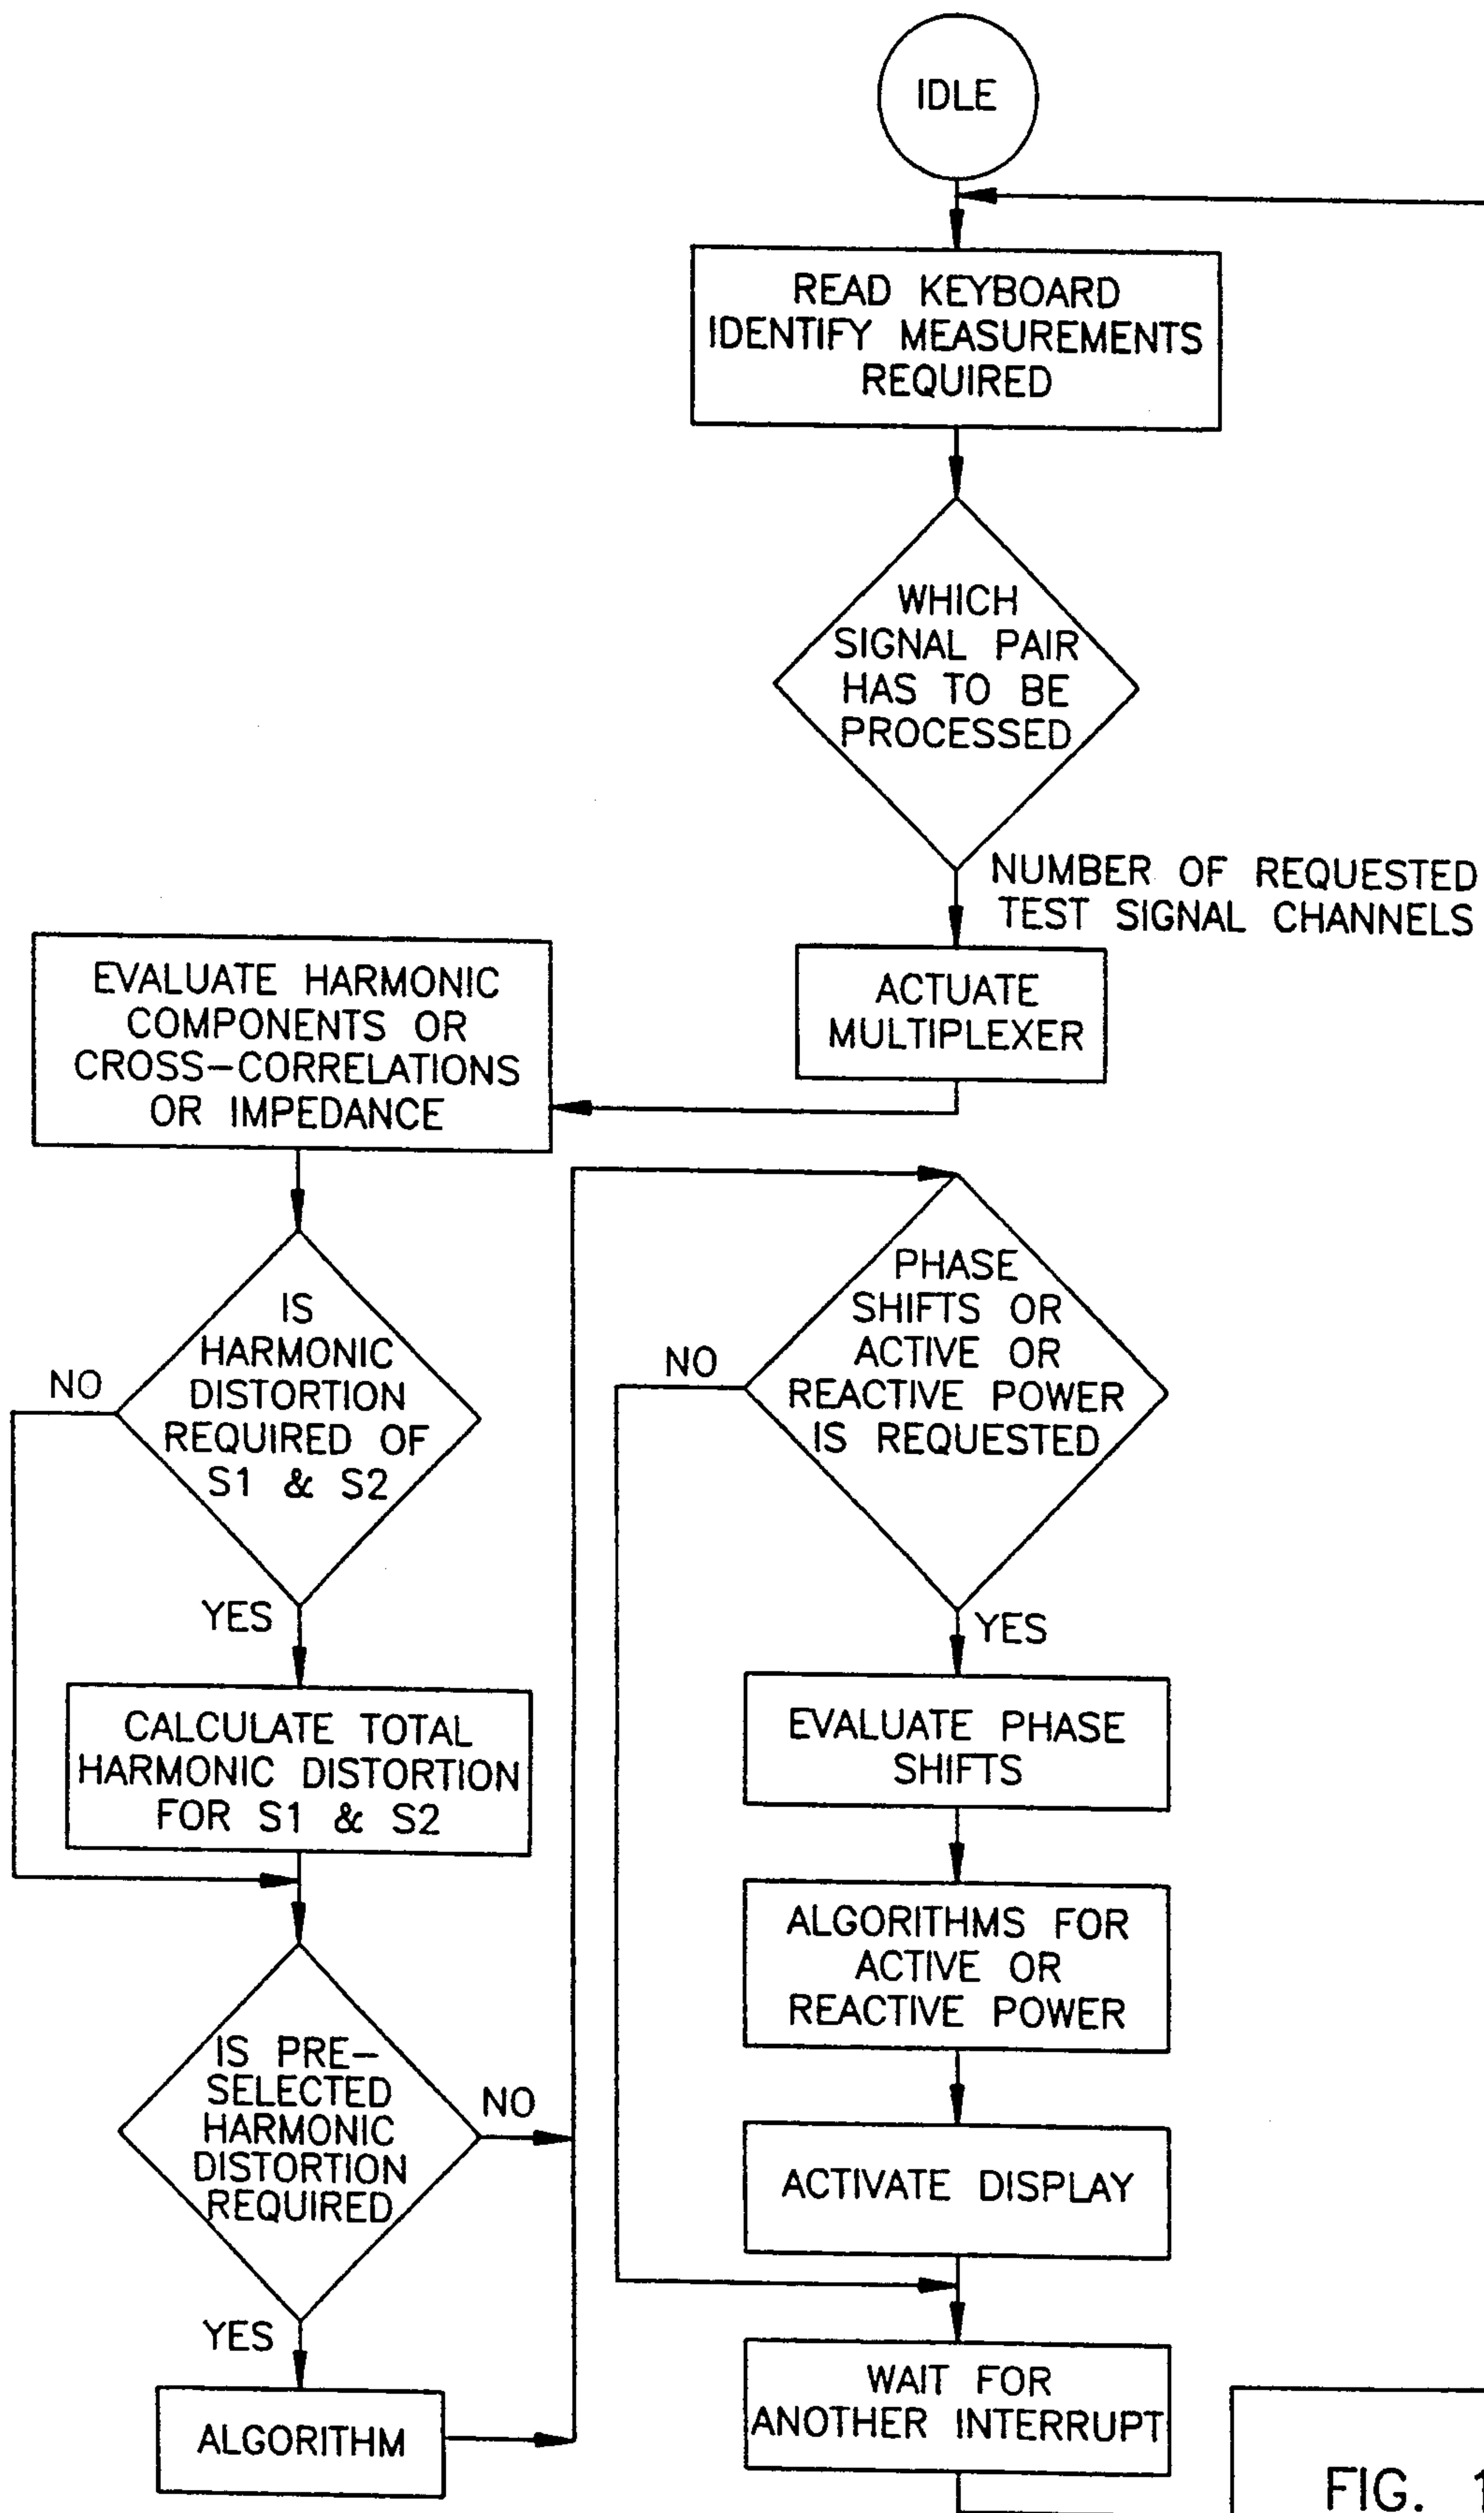 IDLE
READ KEYBOARD
IDENTIFY MEASUREMENTS
REQUIRED
WHICH
SIGNAL PAIR
HAS TO BE
PROCESSED
NUMBER OF REQUESTED
TEST SIGNAL CHANNELS
ACTUATE
MULTIPLEXER
EVALUATE HARMONIC
COMPONENTS OR
CROSS-CORRELATIONS
OR IMPEDANCE
IS
HARMONIC
DISTORTION
REQUIRED OF
S1 & S2
NO
YES
CALCULATE TOTAL
HARMONIC DISTORTION
FOR S1 & S2
IS PRE-
SELECTED
HARMONIC
DISTORTION
REQUIRED
NO
YES
ALGORITHM
PHASE
SHIFTS OR
ACTIVE OR
REACTIVE POWER
IS REQUESTED
NO
YES
EVALUATE PHASE
SHIFTS
ALGORITHMS FOR
ACTIVE OR
REACTIVE POWER
ACTIVATE DISPLAY
WAIT FOR
ANOTHER INTERRUPT
FIG. 1